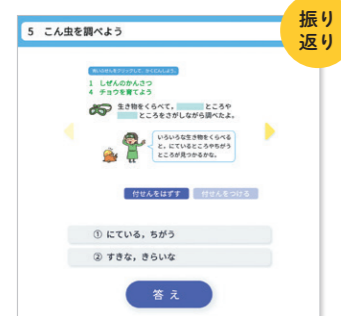 振り
返り
5 こん虫を調べよう
1 しぜんのかんさつ
4 チョウを育てよう
生き物をくらべて、 ところや
ところをさがしながら調べたよ。
いろいろな生き物をくらべる
と、にているところやちがう
ところが見つかるかな。
付せんをはずす 付せんをつける
① にている，ちがう
② すきな，きらいな
答え